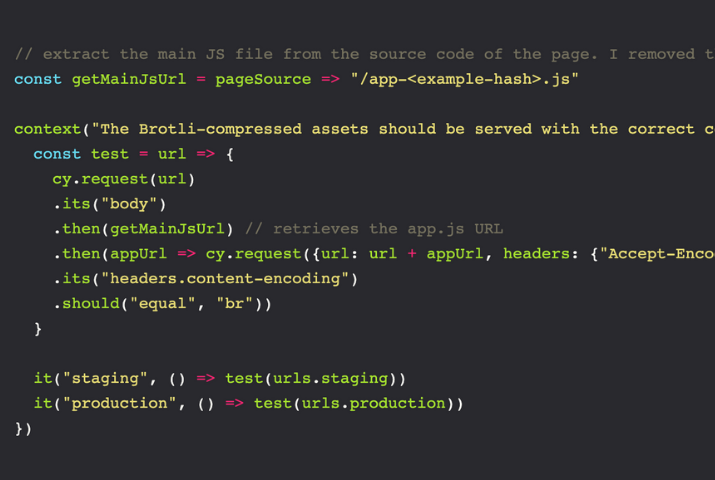 // extract the main JS file from the source code of the page. I removed t
const getMainJsUrl = pageSource => "/app-<example-hash>.js"
context("The Brotli-compressed assets should be served with the correct c
const test = url => {
cy.request(url)
.its("body")
.then(getMainJsUrl) // retrieves the app.js URL
.then(appUrl => cy.request({url: url + appUrl, headers: {"Accept-Enco
.its("headers.content-encoding")
.should("equal", "br"))
}
it("staging", () => test(urls.staging))
it("production", () => test(urls.production))
})